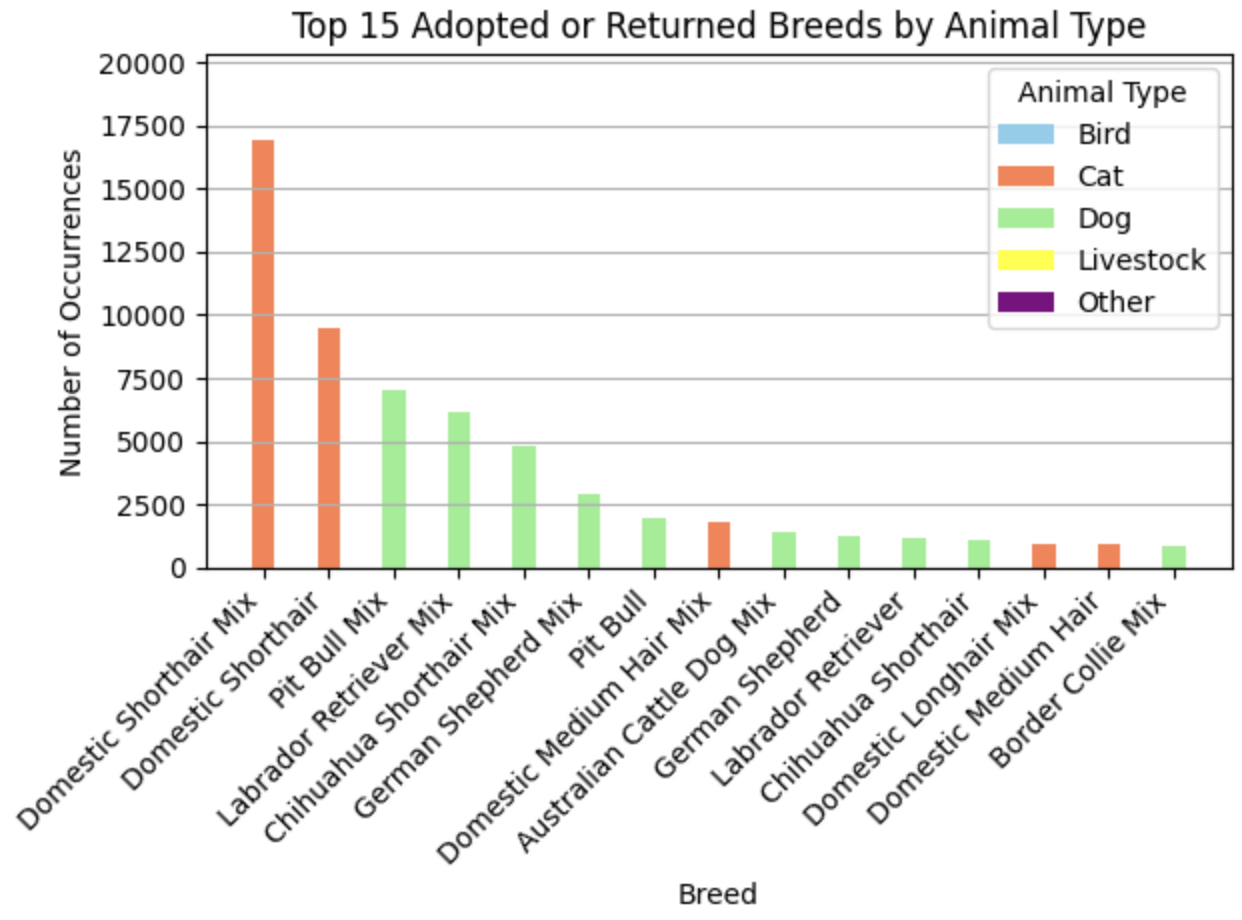 Top 15 Adopted or Returned Breeds by Animal Type
Number of Occurrences
20000
17500
15000
12500
10000
7500
5000
2500
0
Animal Type
Bird
Cat
Dog
Livestock
Other
Domestic Shorthair Mix
Domestic Shorthair
Pit Bull Mix
Labrador Retriever Mix
Chihuahua Shorthair Mix
German Shepherd Mix
Pit Bull
Domestic Medium Hair Mix
Australian Cattle Dog Mix
German Shepherd
Labrador Retriever
Chihuahua Shorthair
Domestic Longhair Mix
Domestic Medium Hair
Border Collie Mix
Breed